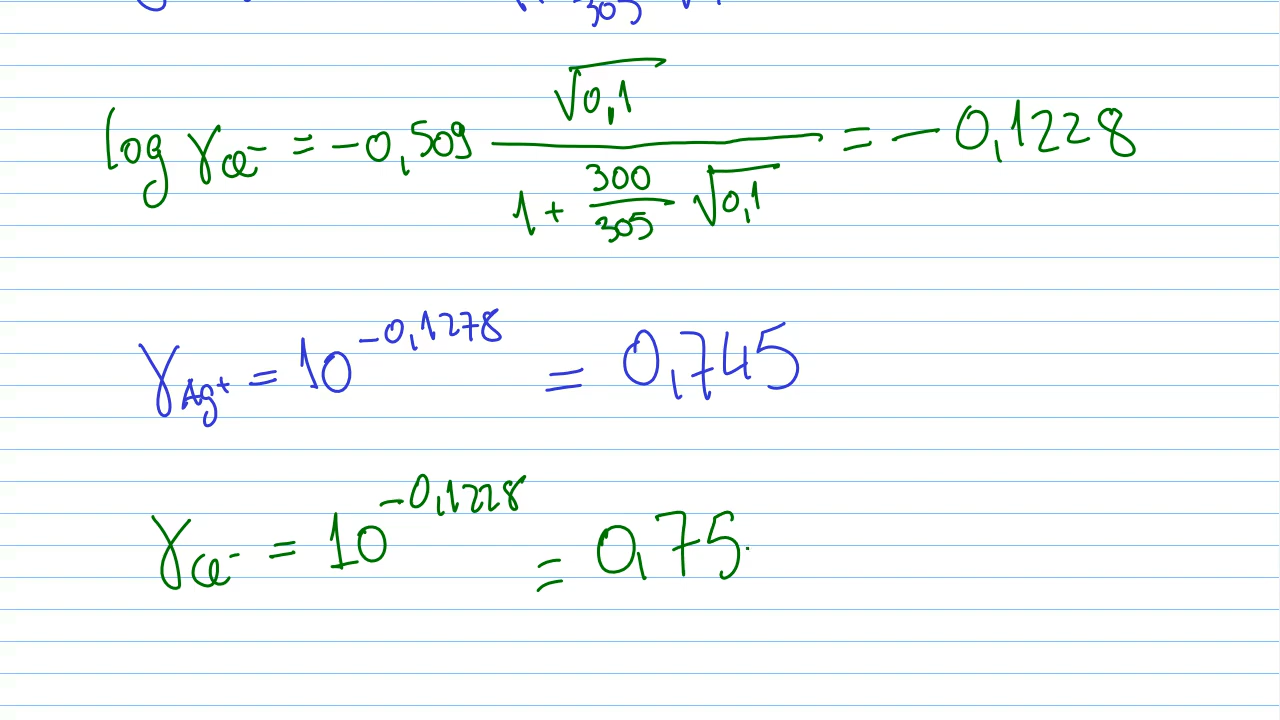 305
log γCl⁻ = -0,509 √0,1 / (1 + 300/305 √0,1) = -0,1228
γAg⁺ = 10^-0,1278 = 0,745
γCl⁻ = 10^-0,1228 = 0,75